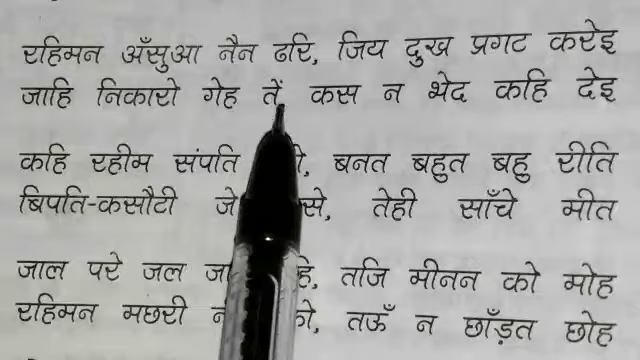 रहिमन अँसुआ नैन ढरि, जिय दुख प्रगट करेइ
जाहि निकारो गेह तें कस न भेद कहि देइ
कहि रहीम संपति बनत बहुत बहु रीति
बिपति-कसौटी जे तेही साँचे मीत
जाल परे जल तजि मीनन को मोह
रहिमन मछरी तऊँ न छाँड़त छोह